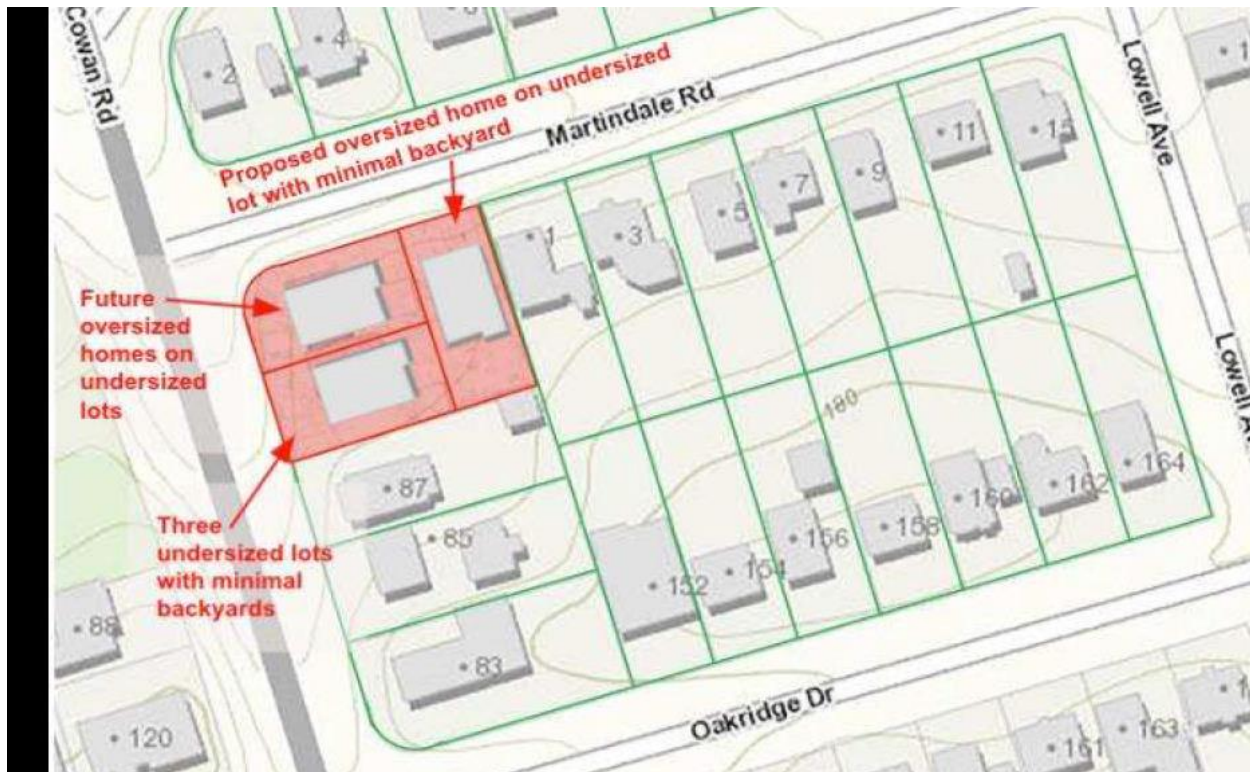 Cowan Rd
2
4
Proposed oversized home on undersized
lot with minimal backyard
Martindale Rd
Lowell Ave
1
3
5
7
9
11
15
Future
oversized
homes on
undersized
lots
Lowell Av
180
87
85
83
Three
undersized lots
with minimal
backyards
152
154
156
158
160
162
164
88
120
Oakridge Dr
161
163